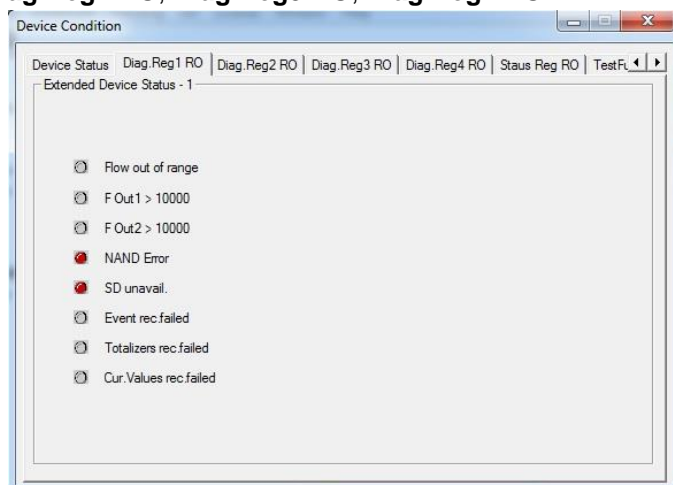 Device Condition
Device Status Diag.Reg1 RO Diag.Reg2 RO Diag.Reg3 RO Diag.Reg4 RO Staus Reg RO
Extended Device Status - 1
Flow out of range
F Out1 > 10000
F Out2 > 10000
NAND Error
SD unavail.
Event rec.failed
Totalizers rec.failed
Cur.Values rec.failed